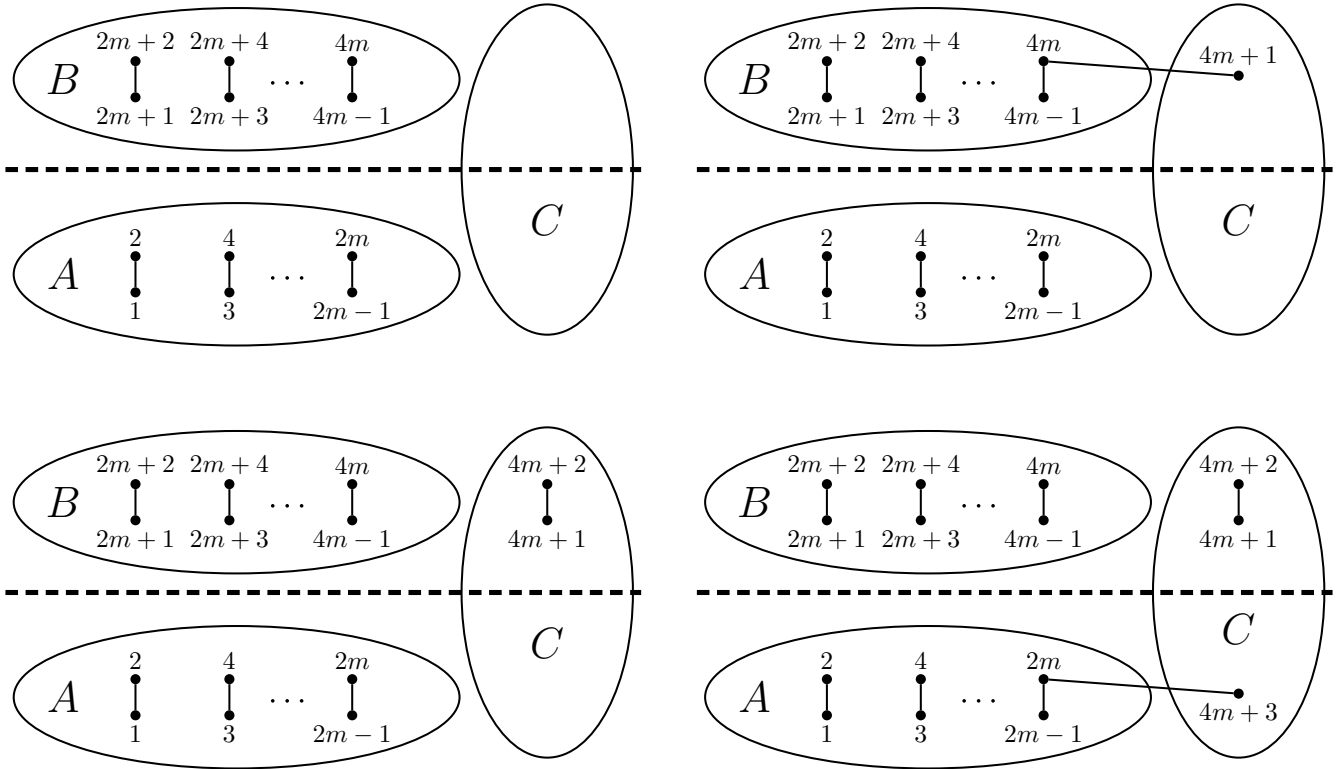 2m + 2 2m + 4 4m
B ...
2m + 1 2m + 3 4m − 1
C
2 4 2m
A ...
1 3 2m − 1
2m + 2 2m + 4 4m 4m + 1
B ...
2m + 1 2m + 3 4m − 1
C
2 4 2m
A ...
1 3 2m − 1
2m + 2 2m + 4 4m 4m + 2
B ...
2m + 1 2m + 3 4m − 1 4m + 1
C
2 4 2m
A ...
1 3 2m − 1
2m + 2 2m + 4 4m 4m + 2
B ...
2m + 1 2m + 3 4m − 1 4m + 1
C
2 4 2m
A ...
4m + 3
1 3 2m − 1